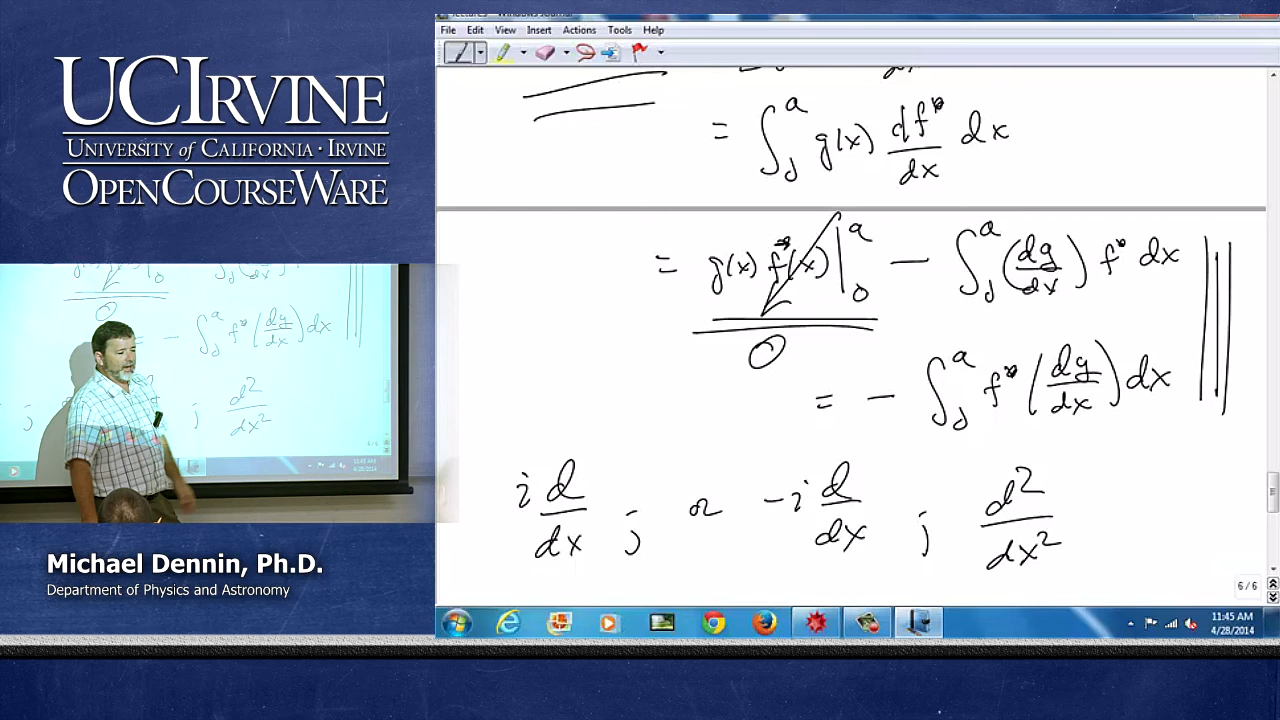 UCIRVINE
UNIVERSITY of CALIFORNIA · IRVINE
OPENCOURSEWARE
File Edit View Insert Actions Tools Help
= ∫₀ᵃ g(x) df*/dx dx
= g(x) f*(x) |₀ᵃ − ∫₀ᵃ (dg/dx) f* dx
0
= − ∫₀ᵃ f* (dg/dx) dx
i d/dx ; or −i d/dx ; d²/dx²
6 / 6
11:45 AM
4/28/2014
Michael Dennin, Ph.D.
Department of Physics and Astronomy